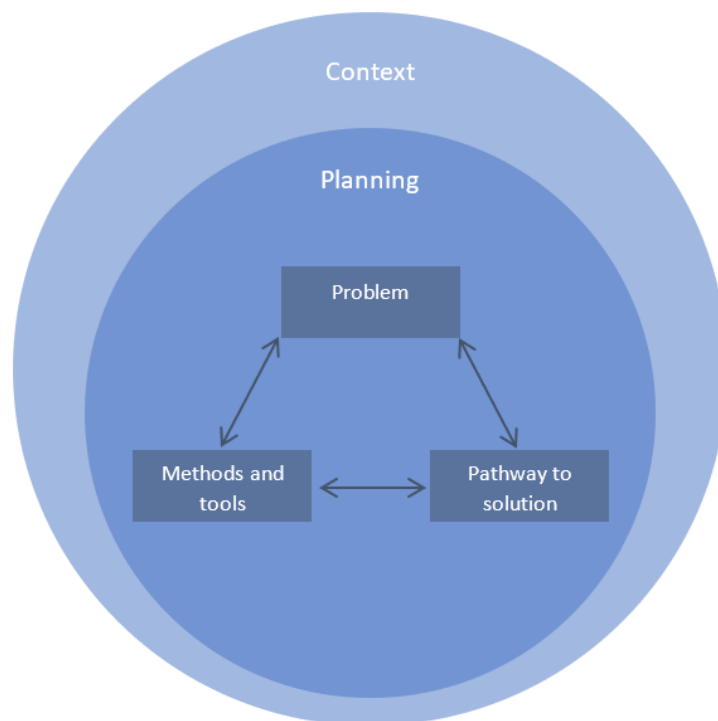 Context
Planning
Problem
Methods and
tools
Pathway to
solution